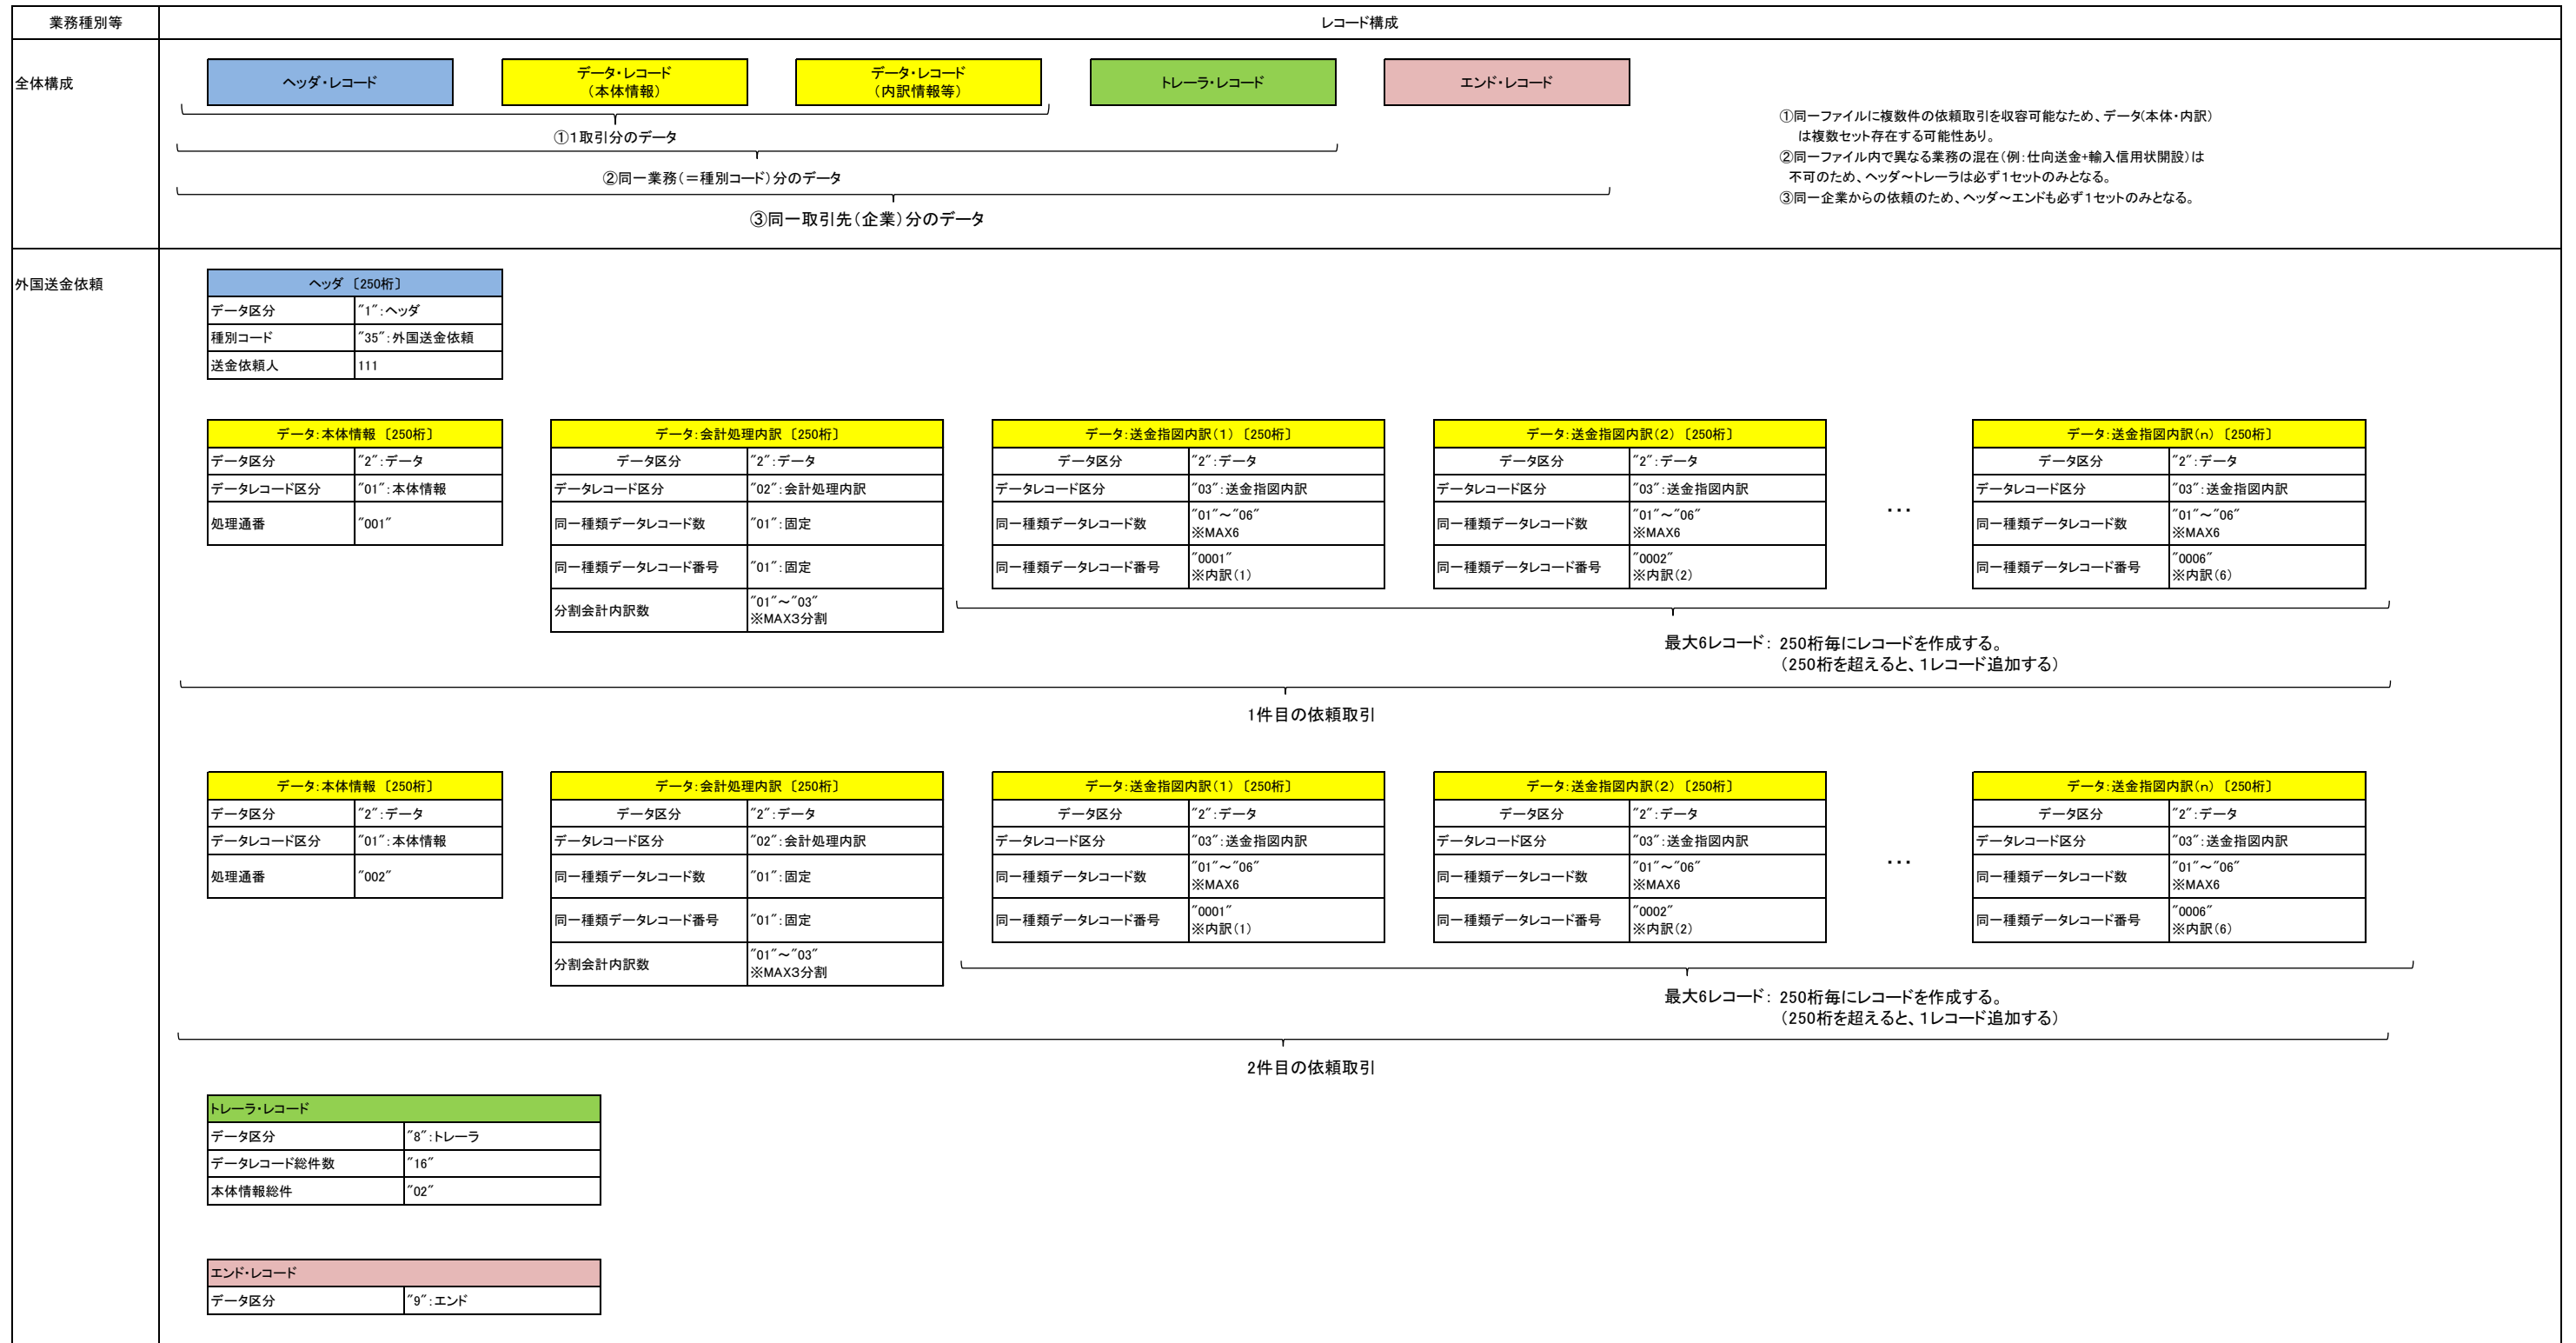 業務種別等
レコード構成
全体構成
ヘッダ・レコード
データ・レコード
（本体情報）
データ・レコード
（内訳情報等）
トレーラ・レコード
エンド・レコード
①1取引分のデータ
②同一業務（＝種別コード）分のデータ
③同一取引先（企業）分のデータ
①同一ファイルに複数件の依頼取引を収容可能なため、データ(本体・内訳)
は複数セット存在する可能性あり。
②同一ファイル内で異なる業務の混在（例：仕向送金+輸入信用状開設）は
不可のため、ヘッダ～トレーラは必ず1セットのみとなる。
③同一企業からの依頼のため、ヘッダ～エンドも必ず1セットのみとなる。
外国送金依頼
ヘッダ 〔250桁〕
データ区分 "1":ヘッダ
種別コード "35":外国送金依頼
送金依頼人 111
データ:本体情報 〔250桁〕
データ区分 "2":データ
データレコード区分 "01":本体情報
処理通番 "001"
データ:会計処理内訳 〔250桁〕
データ区分 "2":データ
データレコード区分 "02":会計処理内訳
同一種類データレコード数 "01":固定
同一種類データレコード番号 "01":固定
分割会計内訳数 "01"～"03"
※MAX3分割
データ:送金指図内訳（1） 〔250桁〕
データ区分 "2":データ
データレコード区分 "03":送金指図内訳
同一種類データレコード数 "01"～"06"
※MAX6
同一種類データレコード番号 "0001"
※内訳（1）
データ:送金指図内訳（2） 〔250桁〕
データ区分 "2":データ
データレコード区分 "03":送金指図内訳
同一種類データレコード数 "01"～"06"
※MAX6
同一種類データレコード番号 "0002"
※内訳（2）
・・・
データ:送金指図内訳（n） 〔250桁〕
データ区分 "2":データ
データレコード区分 "03":送金指図内訳
同一種類データレコード数 "01"～"06"
※MAX6
同一種類データレコード番号 "0006"
※内訳（6）
最大6レコード： 250桁毎にレコードを作成する。
（250桁を超えると、1レコード追加する）
1件目の依頼取引
データ:本体情報 〔250桁〕
データ区分 "2":データ
データレコード区分 "01":本体情報
処理通番 "002"
データ:会計処理内訳 〔250桁〕
データ区分 "2":データ
データレコード区分 "02":会計処理内訳
同一種類データレコード数 "01":固定
同一種類データレコード番号 "01":固定
分割会計内訳数 "01"～"03"
※MAX3分割
データ:送金指図内訳（1） 〔250桁〕
データ区分 "2":データ
データレコード区分 "03":送金指図内訳
同一種類データレコード数 "01"～"06"
※MAX6
同一種類データレコード番号 "0001"
※内訳（1）
データ:送金指図内訳（2） 〔250桁〕
データ区分 "2":データ
データレコード区分 "03":送金指図内訳
同一種類データレコード数 "01"～"06"
※MAX6
同一種類データレコード番号 "0002"
※内訳（2）
・・・
データ:送金指図内訳（n） 〔250桁〕
データ区分 "2":データ
データレコード区分 "03":送金指図内訳
同一種類データレコード数 "01"～"06"
※MAX6
同一種類データレコード番号 "0006"
※内訳（6）
最大6レコード： 250桁毎にレコードを作成する。
（250桁を超えると、1レコード追加する）
2件目の依頼取引
トレーラ・レコード
データ区分 "8":トレーラ
データレコード総件数 "16"
本体情報総件 "02"
エンド・レコード
データ区分 "9":エンド